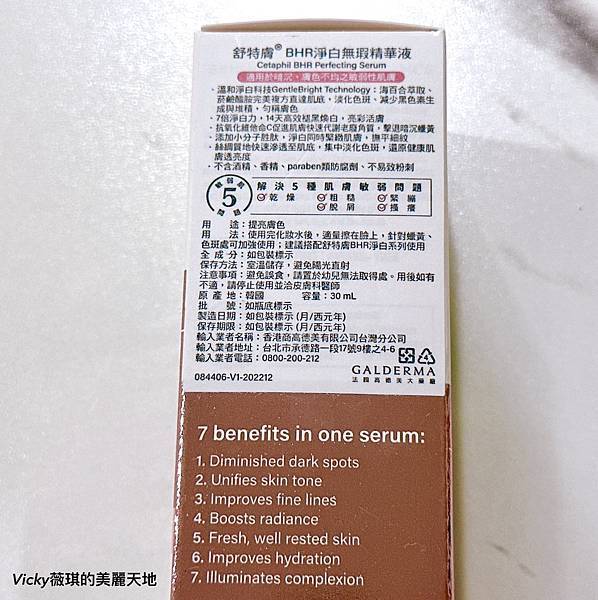 舒特膚® BHR淨白無瑕精華液
Cetaphil BHR Perfecting Serum
適用於暗沉、膚色不均之敏弱性肌膚
•溫和淨白科技GentleBright Technology：海百合萃取、
菸鹼醯胺完美複方直達肌底，淡化色斑、減少黑色素生
成與堆積，勻稱膚色
•7倍淨白力，14天高效褪黑煥白，亮彩活膚
•抗氧化維他命C促進肌膚快速代謝老廢角質，擊退暗沉蠟黃
•添加小分子胜肽，淨白同時緊緻肌膚，撫平細紋
•絲綢質地快速滲透至肌底，集中淡化色斑，還原健康肌
膚透亮度
•不含酒精、香精、paraben類防腐劑、不易致粉刺
敏弱肌
5
問題
解決5種肌膚敏弱問題
乾燥 粗糙 緊繃
脫屑 搔癢
用　途：提亮膚色
用　法：使用完化妝水後，適量擦在臉上，針對蠟黃、
色斑處可加強使用；建議搭配舒特膚BHR淨白系列使用
全 成 分：如包裝標示
保存方法：室溫儲存，避免陽光直射
注意事項：避免誤食，請置於幼兒無法取得處。用後如有
不適，請停止使用並洽皮膚科醫師
原 產 地：韓國　容量：30 mL
批　號：如瓶底標示
製造日期：如包裝標示 (月/西元年)
保存期限：如包裝標示 (月/西元年)
輸入業者名稱：香港商高德美有限公司台灣分公司
輸入業者地址：台北市承德路一段17號9樓之4-6
輸入業者電話：0800-200-212
084406-V1-202212
GALDERMA
法國高德美大藥廠
7 benefits in one serum:
1. Diminished dark spots
2. Unifies skin tone
3. Improves fine lines
4. Boosts radiance
5. Fresh, well rested skin
6. Improves hydration
7. Illuminates complexion
Vicky薇琪的美麗天地